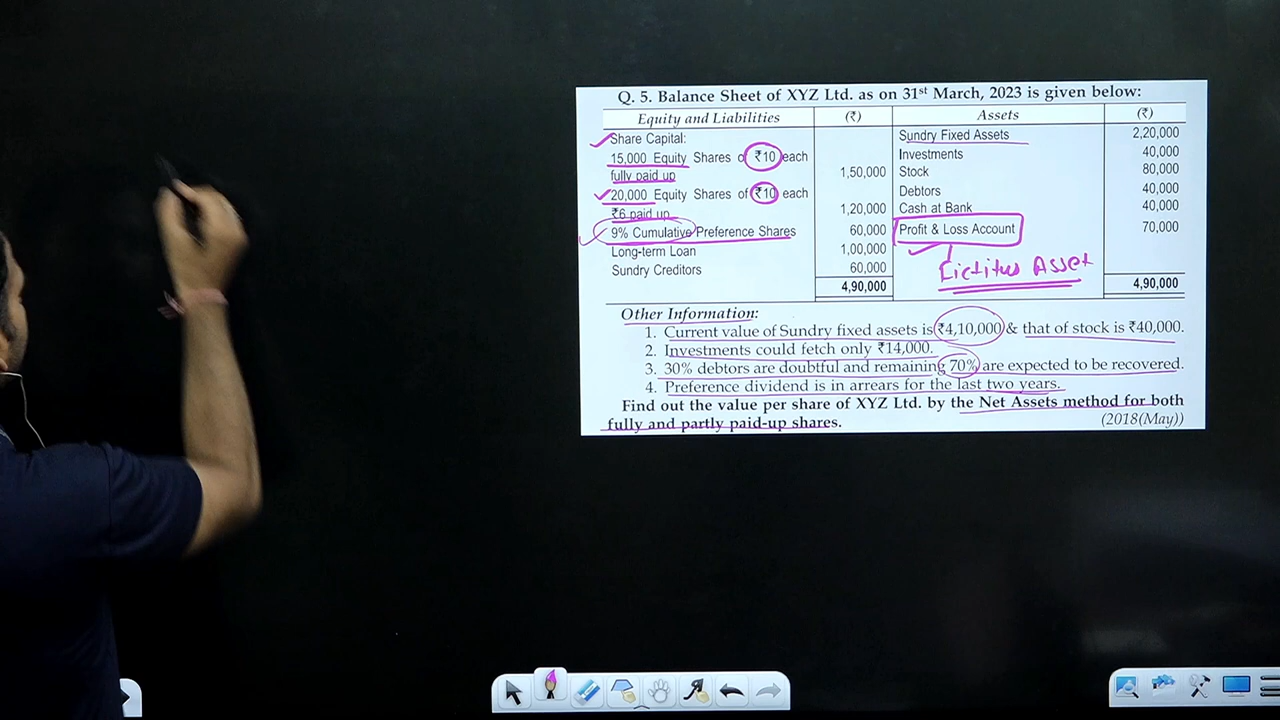 Q. 5. Balance Sheet of XYZ Ltd. as on 31st March, 2023 is given below:
Equity and Liabilities (₹) Assets (₹)
Share Capital: Sundry Fixed Assets 2,20,000
15,000 Equity Shares of ₹10 each Investments 40,000
fully paid up 1,50,000 Stock 80,000
20,000 Equity Shares of ₹10 each Debtors 40,000
₹6 paid up 1,20,000 Cash at Bank 40,000
9% Cumulative Preference Shares 60,000 Profit & Loss Account 70,000
Long-term Loan 1,00,000
Fictitus Asset
Sundry Creditors 60,000
4,90,000 4,90,000
Other Information:
1. Current value of Sundry fixed assets is ₹4,10,000 & that of stock is ₹40,000.
2. Investments could fetch only ₹14,000.
3. 30% debtors are doubtful and remaining 70% are expected to be recovered.
4. Preference dividend is in arrears for the last two years.
Find out the value per share of XYZ Ltd. by the Net Assets method for both
fully and partly paid-up shares. (2018(May))